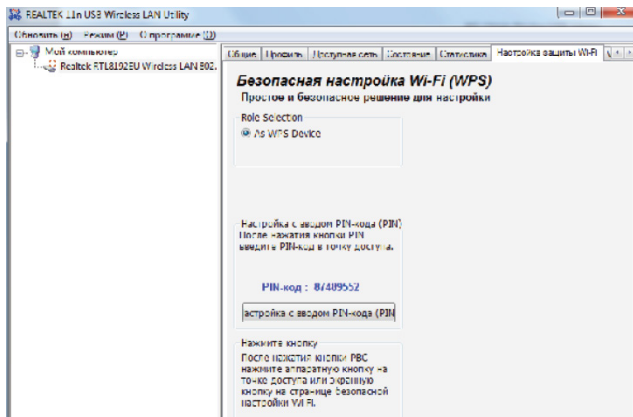 REALTEK 11n USB Wireless LAN Utility
Обновить (R) Режим (P) О программе (Q)
Мой компьютер
Realtek RTL8192EU Wireless LAN 802.
Общие Профиль Доступная сеть Состояние Статистика Настройка защиты Wi-Fi
Безопасная настройка Wi-Fi (WPS)
Простое и безопасное решение для настройки
Role Selection
As WPS Device
Настройка с вводом PIN-кода (PIN)
После нажатия кнопки PIN
введите PIN-код в точку доступа.
PIN-код : 87489552
астройка с вводом PIN-кода (PIN
Нажмите кнопку
После нажатия кнопки PBC
нажмите аппаратную кнопку на
точке доступа или экранную
кнопку на странице безопасной
настройки Wi Fi.